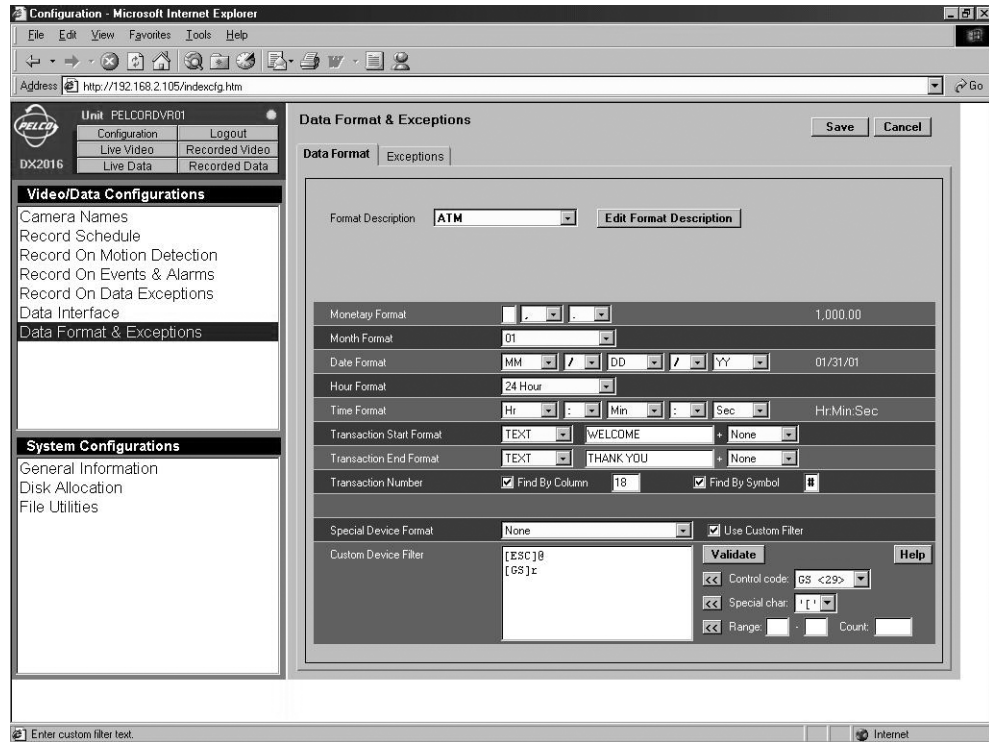 Configuration - Microsoft Internet Explorer
File Edit View Favorites Tools Help
Address http://192.168.2.105/indexcfg.htm Go
PELCO
DX2016
Unit PELCORDVR01
Configuration Logout
Live Video Recorded Video
Live Data Recorded Data
Video/Data Configurations
Camera Names
Record Schedule
Record On Motion Detection
Record On Events & Alarms
Record On Data Exceptions
Data Interface
Data Format & Exceptions
System Configurations
General Information
Disk Allocation
File Utilities
Data Format & Exceptions
Save Cancel
Data Format Exceptions
Format Description ATM Edit Format Description
Monetary Format , . 1,000.00
Month Format 01
Date Format MM / DD / YY 01/31/01
Hour Format 24 Hour
Time Format Hr : Min : Sec Hr:Min:Sec
Transaction Start Format TEXT WELCOME + None
Transaction End Format TEXT THANK YOU + None
Transaction Number Find By Column 18 Find By Symbol #
Special Device Format None Use Custom Filter
Custom Device Filter
[ESC]@
[GS]r
Validate Help
<< Control code: GS <29>
<< Special char: '['
<< Range: - Count:
Enter custom filter text. Internet